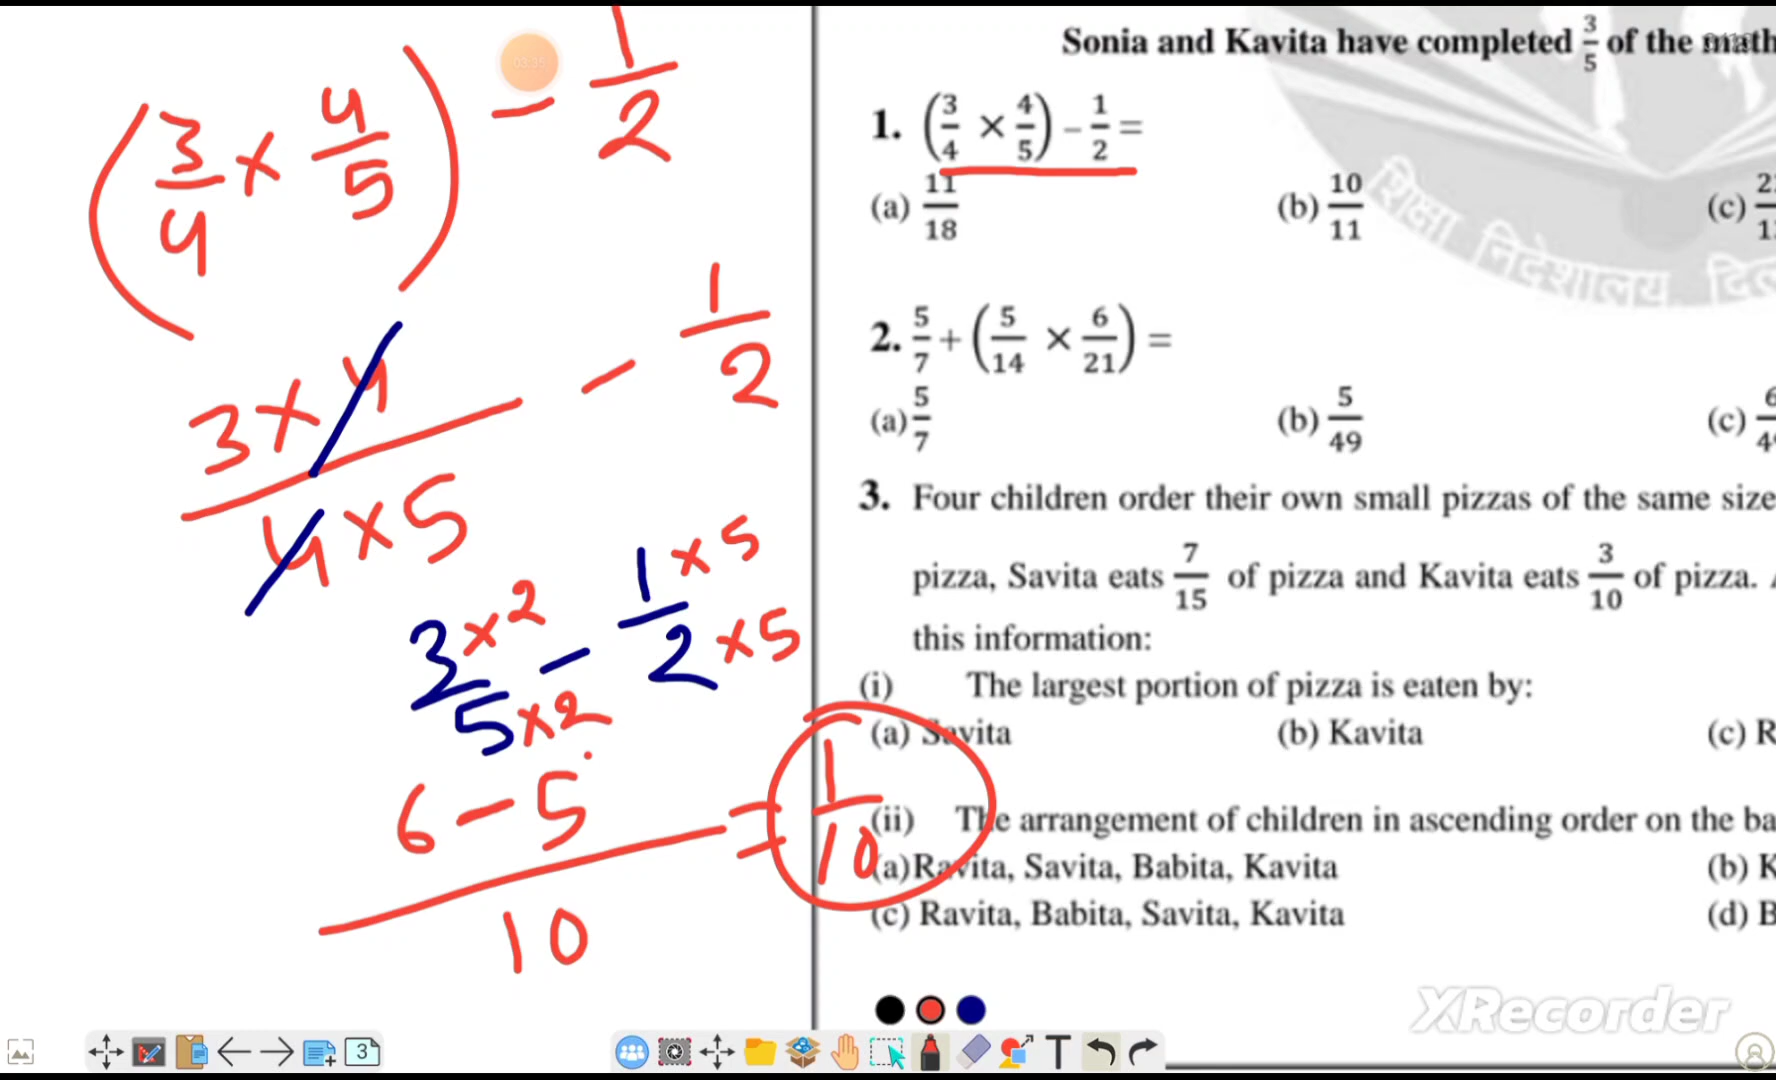 03:35
(3/4 × 4/5) - 1/2
3 × 4 / 4 × 5 - 1/2
3 × 2 / 5 × 2 - 1 × 5 / 2 × 5
6 - 5 / 10 = 1/10
Sonia and Kavita have completed 3/5 of the math
1. (3/4 × 4/5) - 1/2 =
(a) 11/18 (b) 10/11 (c)
शिक्षा निदेशालय
2. 5/7 + (5/14 × 6/21) =
(a) 5/7 (b) 5/49 (c)
3. Four children order their own small pizzas of the same size
pizza, Savita eats 7/15 of pizza and Kavita eats 3/10 of pizza.
this information:
(i) The largest portion of pizza is eaten by:
(a) Savita (b) Kavita (c) R
(ii) The arrangement of children in ascending order on the ba
(a)Ravita, Savita, Babita, Kavita (b) K
(c) Ravita, Babita, Savita, Kavita (d) B
XRecorder
3
T